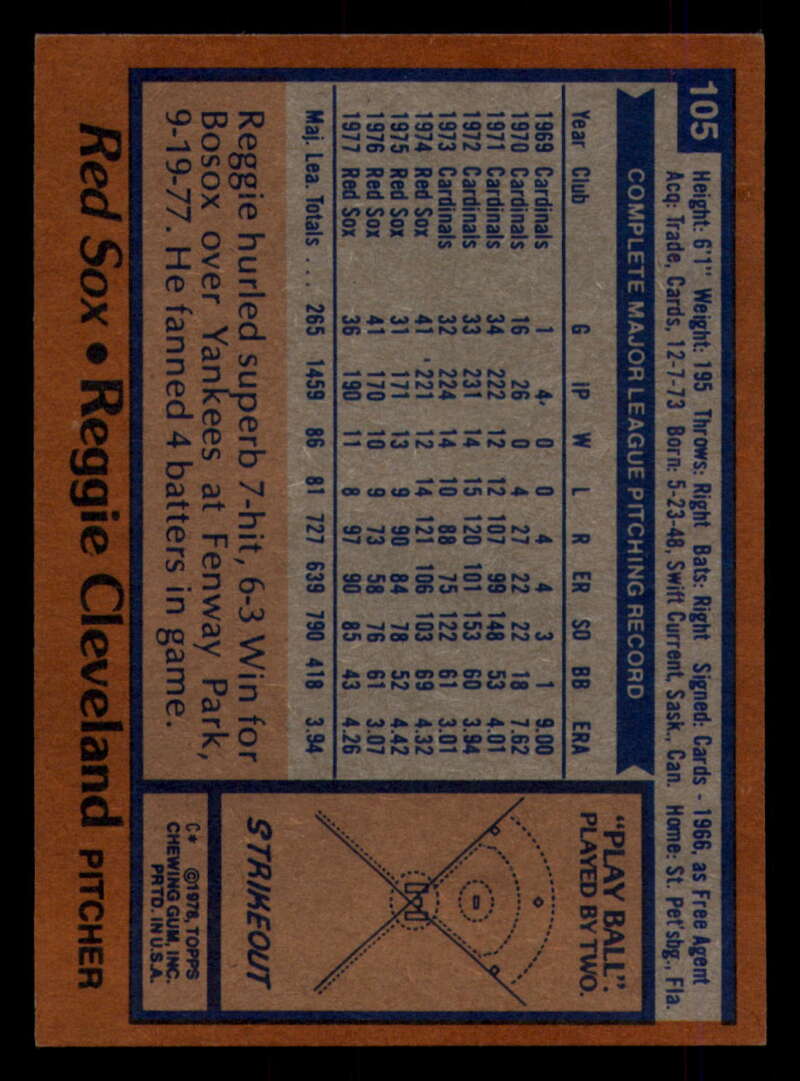 105
Height: 6'1" Weight: 195 Throws: Right Bats: Right Signed: Cards - 1966, as Free Agent
Acq: Trade, Cards, 12-7-73 Born: 5-23-48, Swift Current, Sask., Can. Home: St. Pet'sbg., Fla.
COMPLETE MAJOR LEAGUE PITCHING RECORD
Year Club G IP W L R ER SO BB ERA
1969 Cardinals 1 4 0 0 4 4 3 1 9.00
1970 Cardinals 16 26 0 4 27 22 22 18 7.62
1971 Cardinals 34 222 12 12 107 99 148 53 4.01
1972 Cardinals 33 231 14 15 120 101 153 60 3.94
1973 Cardinals 32 224 14 10 88 75 122 61 3.01
1974 Red Sox 41 221 12 14 121 106 103 69 4.32
1975 Red Sox 31 171 13 9 90 84 78 52 4.42
1976 Red Sox 41 170 10 9 73 58 76 61 3.07
1977 Red Sox 36 190 11 8 97 90 85 43 4.26
Maj. Lea. Totals ... 265 1459 86 81 727 639 790 418 3.94
Reggie hurled superb 7-hit, 6-3 Win for
Bosox over Yankees at Fenway Park,
9-19-77. He fanned 4 batters in game.
"PLAY BALL".
PLAYED BY TWO.
STRIKEOUT
C* ©1978, TOPPS
CHEWING GUM, INC.
PRTD. IN U.S.A.
Red Sox • Reggie Cleveland PITCHER